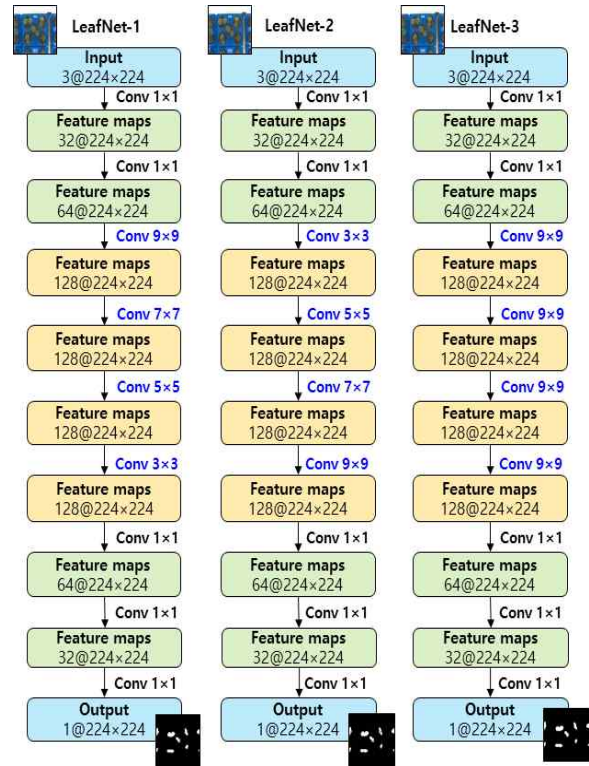 LeafNet-1
Input
3@224×224
Conv 1×1
Feature maps
32@224×224
Conv 1×1
Feature maps
64@224×224
Conv 9×9
Feature maps
128@224×224
Conv 7×7
Feature maps
128@224×224
Conv 5×5
Feature maps
128@224×224
Conv 3×3
Feature maps
128@224×224
Conv 1×1
Feature maps
64@224×224
Conv 1×1
Feature maps
32@224×224
Conv 1×1
Output
1@224×224
LeafNet-2
Input
3@224×224
Conv 1×1
Feature maps
32@224×224
Conv 1×1
Feature maps
64@224×224
Conv 3×3
Feature maps
128@224×224
Conv 5×5
Feature maps
128@224×224
Conv 7×7
Feature maps
128@224×224
Conv 9×9
Feature maps
128@224×224
Conv 1×1
Feature maps
64@224×224
Conv 1×1
Feature maps
32@224×224
Conv 1×1
Output
1@224×224
LeafNet-3
Input
3@224×224
Conv 1×1
Feature maps
32@224×224
Conv 1×1
Feature maps
64@224×224
Conv 9×9
Feature maps
128@224×224
Conv 9×9
Feature maps
128@224×224
Conv 9×9
Feature maps
128@224×224
Conv 9×9
Feature maps
128@224×224
Conv 1×1
Feature maps
64@224×224
Conv 1×1
Feature maps
32@224×224
Conv 1×1
Output
1@224×224